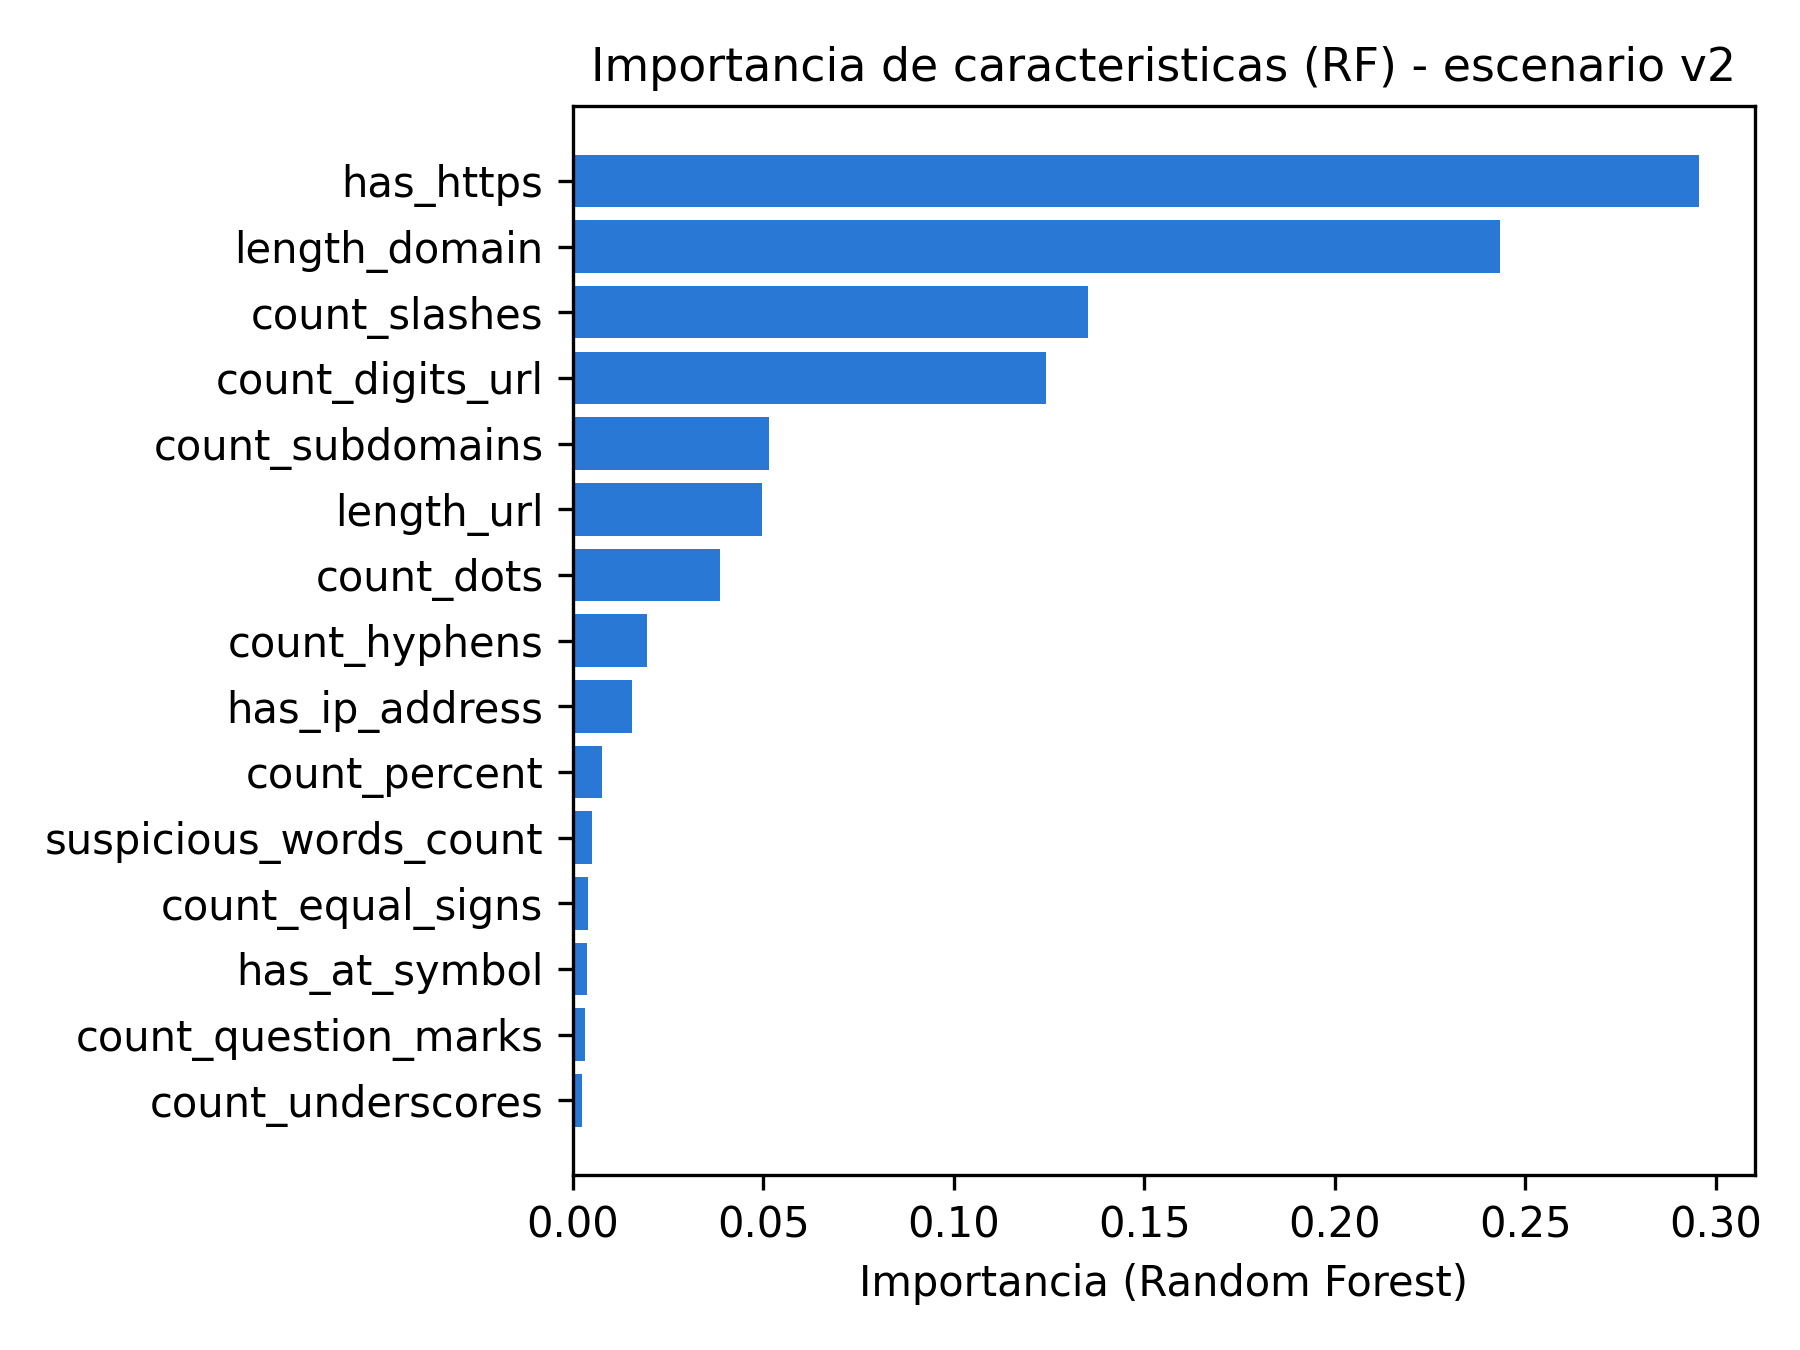 Importancia de caracteristicas (RF) - escenario v2
has_https
length_domain
count_slashes
count_digits_url
count_subdomains
length_url
count_dots
count_hyphens
has_ip_address
count_percent
suspicious_words_count
count_equal_signs
has_at_symbol
count_question_marks
count_underscores
0.00 0.05 0.10 0.15 0.20 0.25 0.30
Importancia (Random Forest)